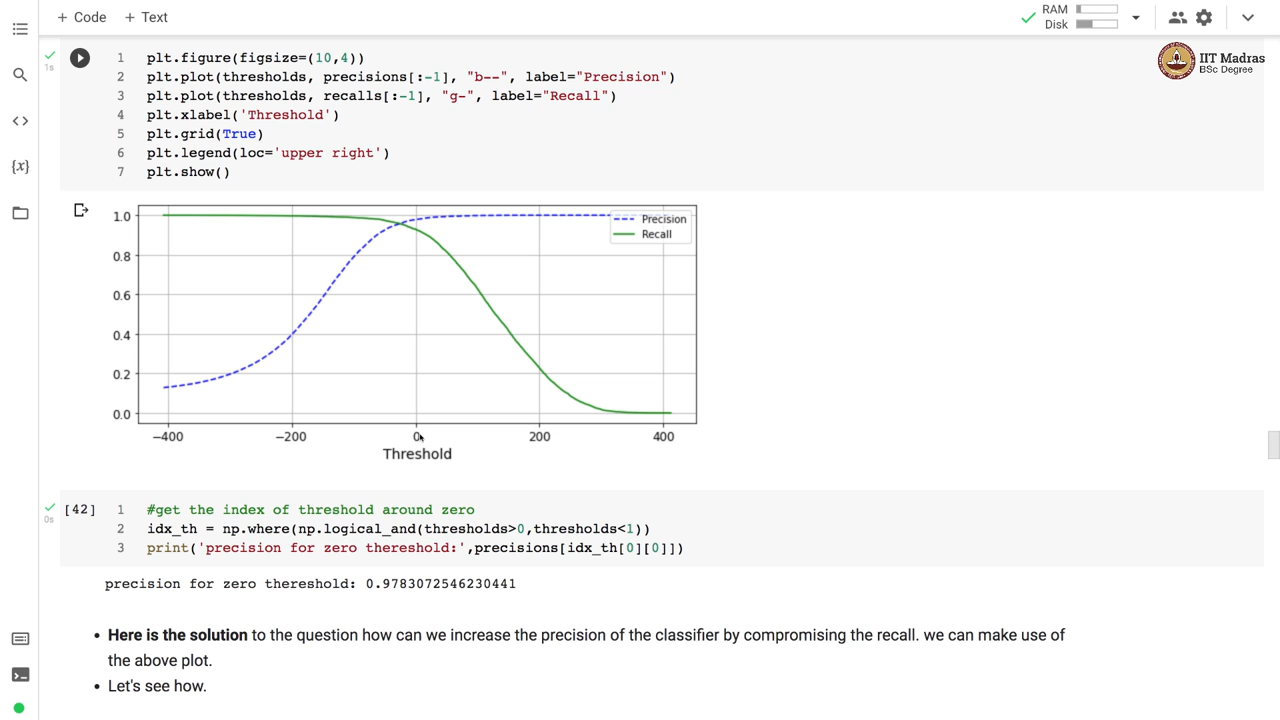 + Code + Text
RAM
Disk
IIT Madras
BSc Degree
1s
1 plt.figure(figsize=(10,4))
2 plt.plot(thresholds, precisions[:-1], "b--", label="Precision")
3 plt.plot(thresholds, recalls[:-1], "g-", label="Recall")
4 plt.xlabel('Threshold')
5 plt.grid(True)
6 plt.legend(loc='upper right')
7 plt.show()
{x}
1.0
0.8
0.6
0.4
0.2
0.0
Precision
Recall
−400 −200 0 200 400
Threshold
0s
[42] 1 #get the index of threshold around zero
2 idx_th = np.where(np.logical_and(thresholds>0,thresholds<1))
3 print('precision for zero thereshold:',precisions[idx_th[0][0]])
precision for zero thereshold: 0.9783072546230441
• Here is the solution to the question how can we increase the precision of the classifier by compromising the recall. we can make use of
the above plot.
• Let's see how.